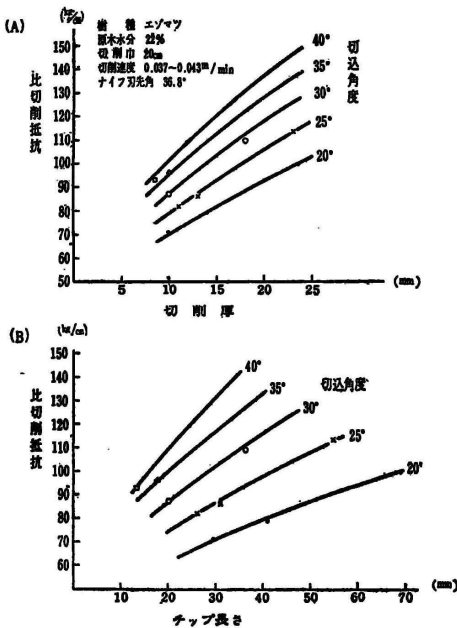 (A)
(kg/cm)
樹 種 エゾマツ
原木水分 22%
切削巾 20cm
切削速度 0.037~0.043m/min
ナイフ刃先角 36.8°
比切削抵抗
150
140
130
120
110
100
90
80
70
60
50
40°
35°
30°
25°
20°
切込角度
5 10 15 20 25 (mm)
切削厚
(B)
(kg/cm)
比切削抵抗
150
140
130
120
110
100
90
80
70
60
40°
35°
30°
25°
20°
切込角度
10 20 30 40 50 60 70 (mm)
チップ長さ